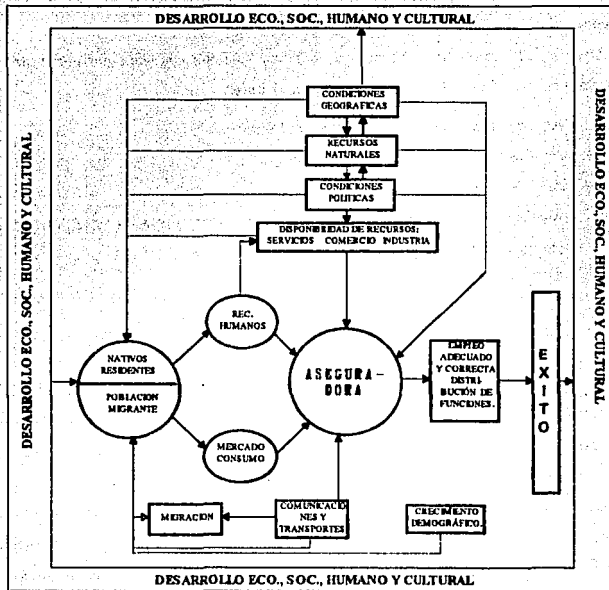 DESARROLLO ECO., SOC., HUMANO Y CULTURAL
DESARROLLO ECO., SOC., HUMANO Y CULTURAL
DESARROLLO ECO., SOC., HUMANO Y CULTURAL
CONDICIONES
GEOGRAFICAS
RECURSOS
NATURALES
CONDICIONES
POLITICAS
DISPONIBILIDAD DE RECURSOS:
SERVICIOS COMERCIO INDUSTRIA
REC.
HUMANOS
NATIVOS
RESIDENTES
POBLACION
MIGRANTE
MERCADO
CONSUMO
ASEGURA-
DORA
EMPLEO
ADECUADO
Y CORRECTA
DISTRI-
BUCIÓN DE
FUNCIONES.
EXITO
MIGRACION
COMUNICACIO
NES Y
TRANSPORTES
CRECIMIENTO
DEMOGRÁFICO.
DESARROLLO ECO., SOC., HUMANO Y CULTURAL